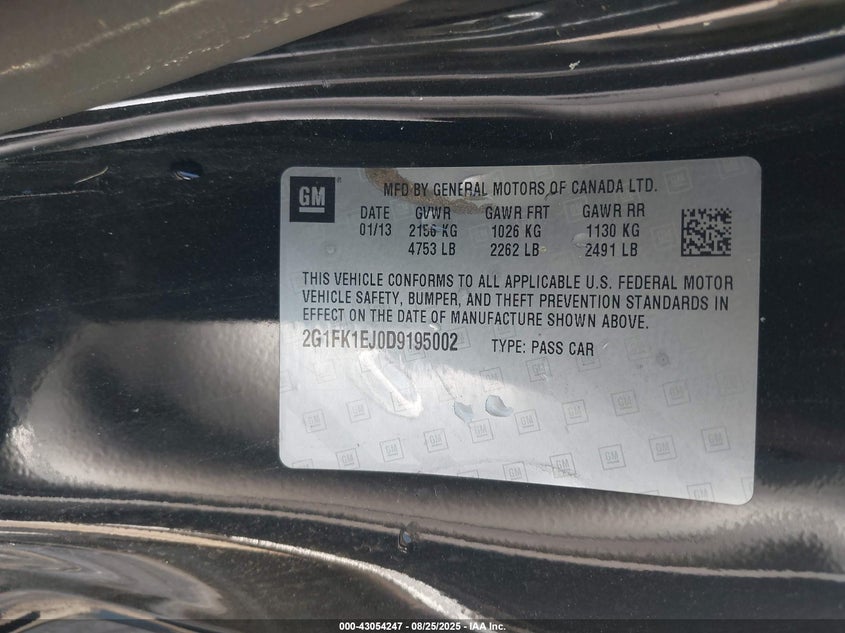 GM
MFD BY GENERAL MOTORS OF CANADA LTD.
DATE GVWR GAWR FRT GAWR RR
01/13 2156 KG 1026 KG 1130 KG
4753 LB 2262 LB 2491 LB
THIS VEHICLE CONFORMS TO ALL APPLICABLE U.S. FEDERAL MOTOR
VEHICLE SAFETY, BUMPER, AND THEFT PREVENTION STANDARDS IN
EFFECT ON THE DATE OF MANUFACTURE SHOWN ABOVE.
2G1FK1EJ0D9195002 TYPE: PASS CAR
000-43054247 - 08/25/2025 - IAA, Inc.